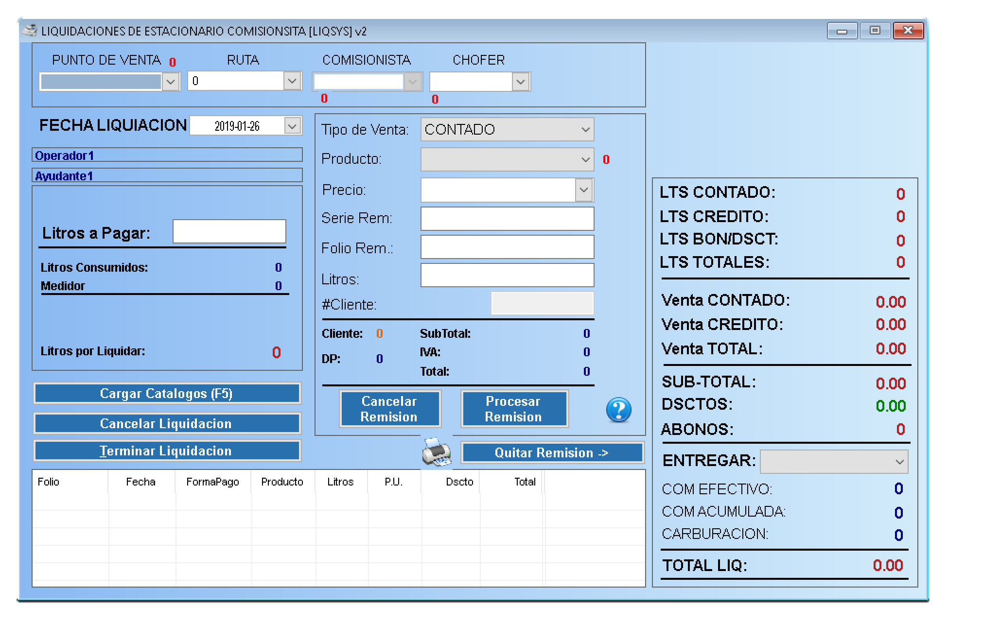 LIQUIDACIONES DE ESTACIONARIO COMISIONSITA [LIQSYS] v2
PUNTO DE VENTA 0 RUTA COMISIONISTA CHOFER
0
0 0
FECHA LIQUIACION 2019-01-26
Operador1
Ayudante1
Litros a Pagar:
Litros Consumidos: 0
Medidor 0
Litros por Liquidar: 0
Cargar Catalogos (F5)
Cancelar Liquidacion
Terminar Liquidacion
Tipo de Venta: CONTADO
Producto: 0
Precio:
Serie Rem:
Folio Rem.:
Litros:
#Cliente:
Cliente: 0 SubTotal: 0
IVA: 0
DP: 0
Total: 0
Cancelar
Remision
Procesar
Remision
?
Quitar Remision ->
Folio Fecha FormaPago Producto Litros P.U. Dscto Total
LTS CONTADO: 0
LTS CREDITO: 0
LTS BON/DSCT: 0
LTS TOTALES: 0
Venta CONTADO: 0.00
Venta CREDITO: 0.00
Venta TOTAL: 0.00
SUB-TOTAL: 0.00
DSCTOS: 0.00
ABONOS: 0
ENTREGAR:
COM EFECTIVO: 0
COM ACUMULADA: 0
CARBURACION: 0
TOTAL LIQ: 0.00